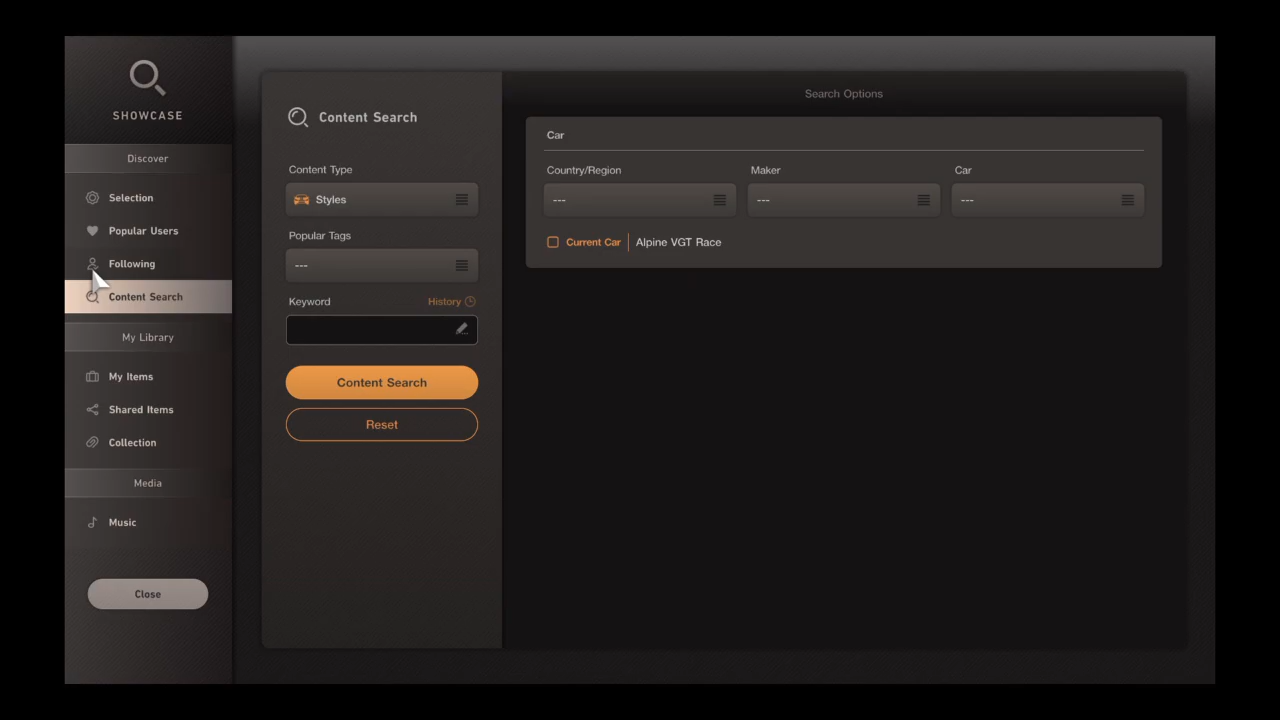 SHOWCASE
Discover
Selection
Popular Users
Following
Content Search
My Library
My Items
Shared Items
Collection
Media
Music
Close
Content Search
Content Type
Styles
Popular Tags
---
Keyword History
Content Search
Reset
Search Options
Car
Country/Region Maker Car
--- --- ---
Current Car Alpine VGT Race